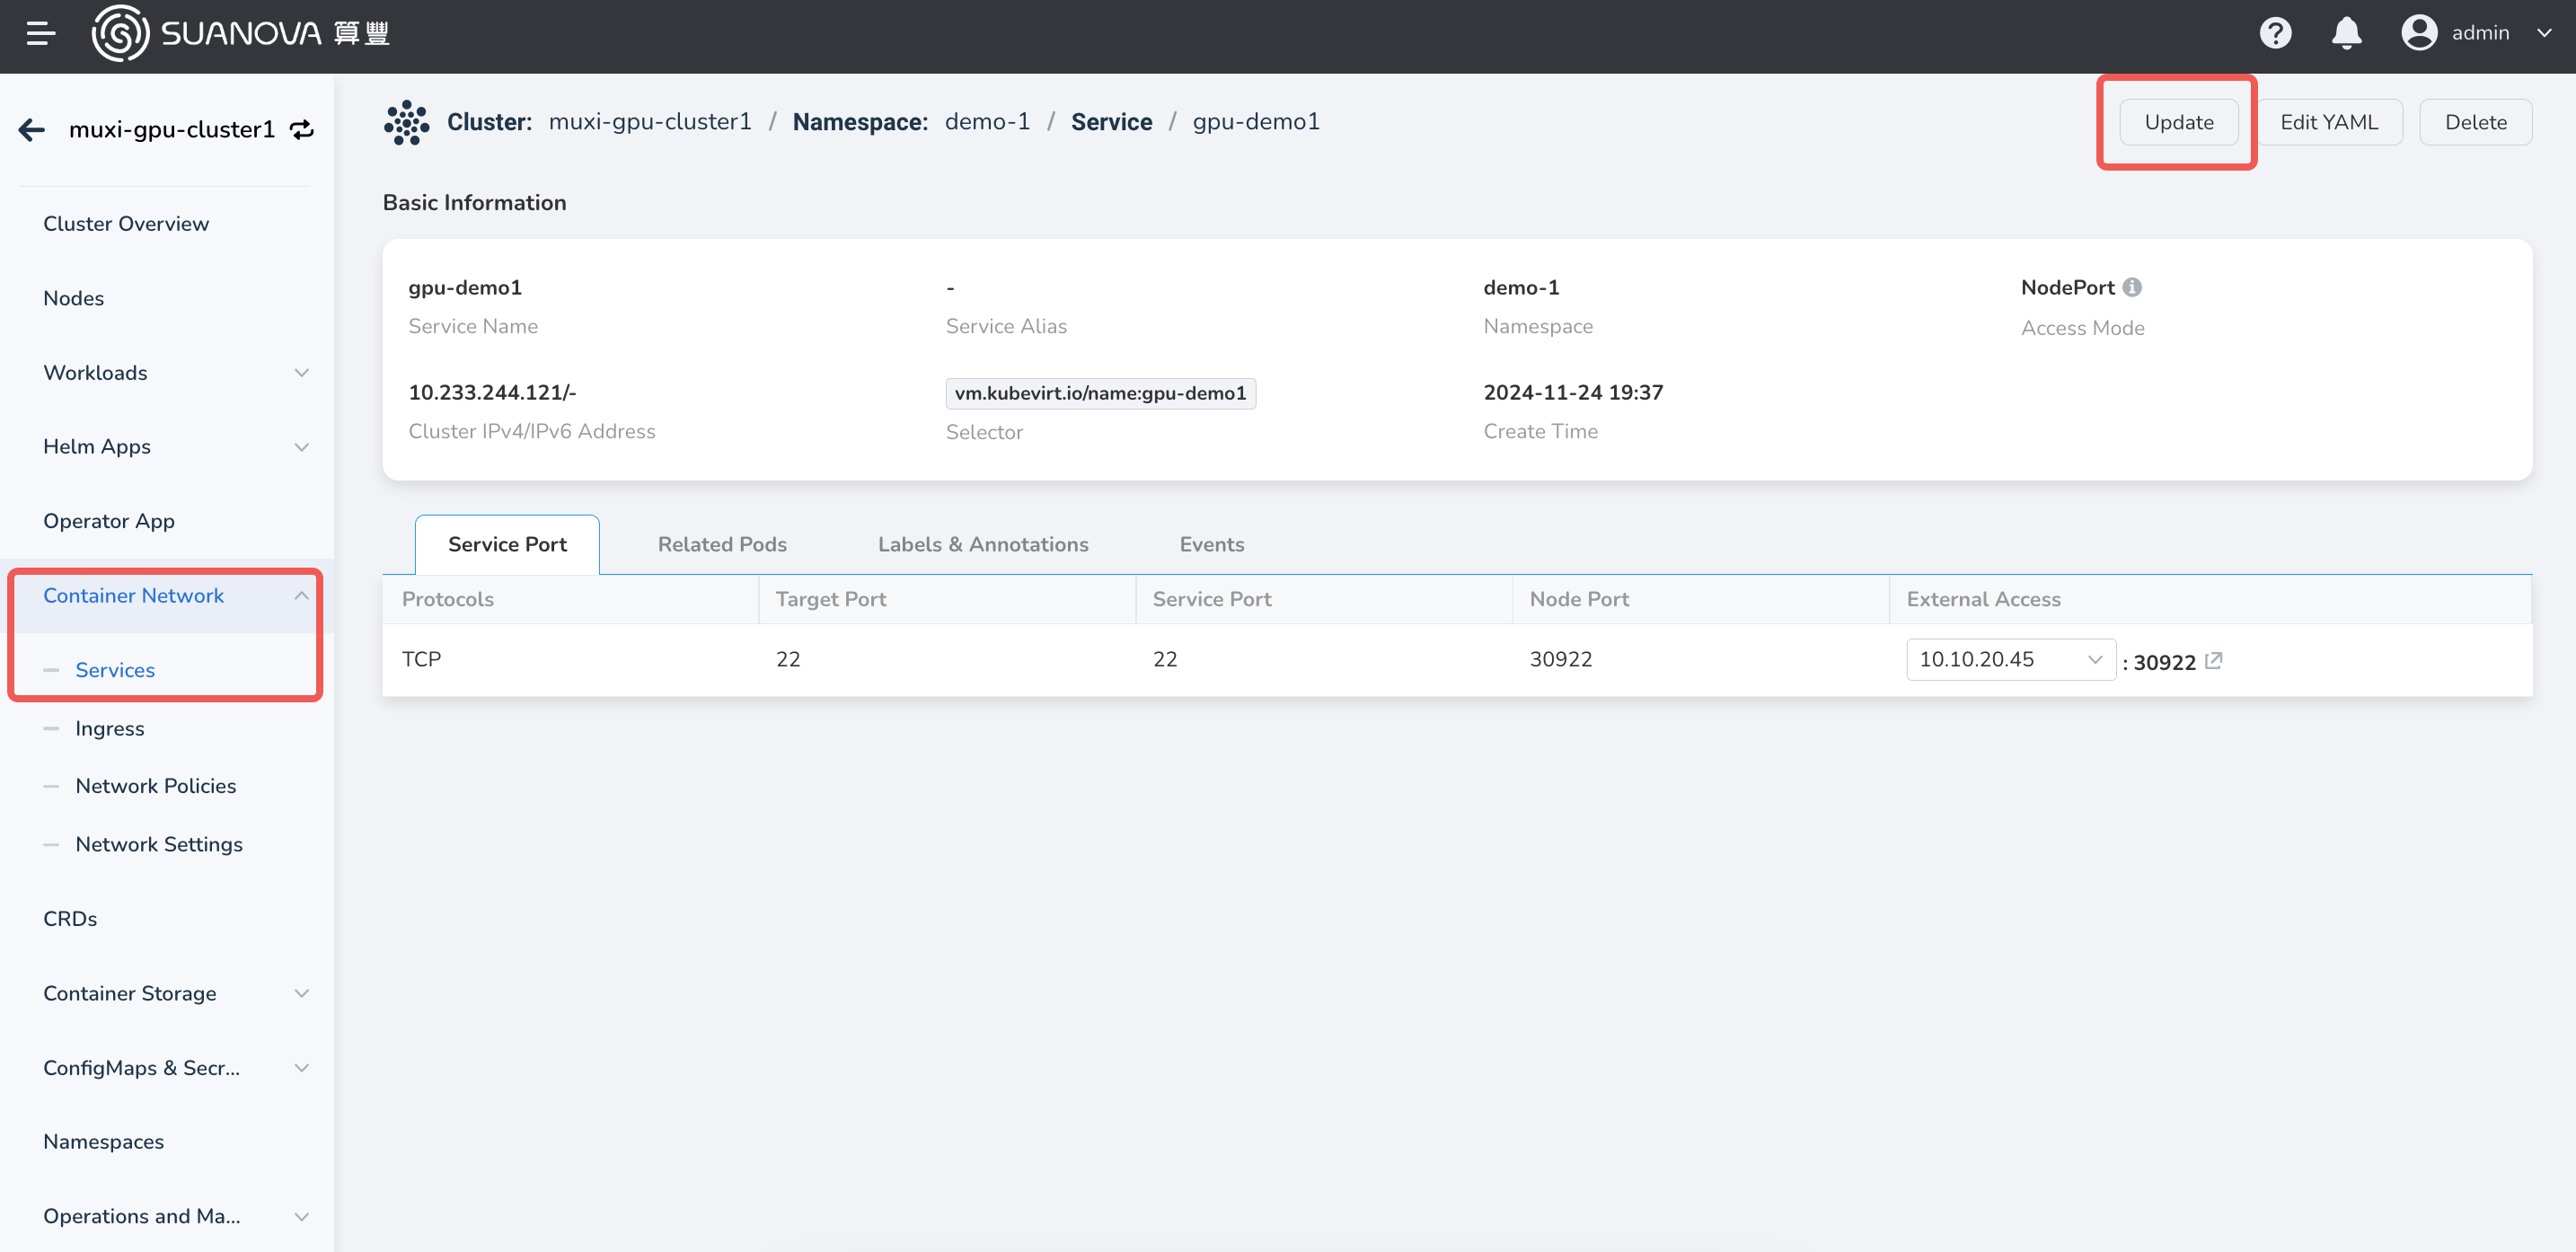 SUANOVA 算豐
admin
muxi-gpu-cluster1
Cluster Overview
Nodes
Workloads
Helm Apps
Operator App
Container Network
Services
Ingress
Network Policies
Network Settings
CRDs
Container Storage
ConfigMaps & Secr...
Namespaces
Operations and Ma...
Cluster: muxi-gpu-cluster1 / Namespace: demo-1 / Service / gpu-demo1
Update Edit YAML Delete
Basic Information
gpu-demo1 - demo-1 NodePort
Service Name Service Alias Namespace Access Mode
10.233.244.121/- vm.kubevirt.io/name:gpu-demo1 2024-11-24 19:37
Cluster IPv4/IPv6 Address Selector Create Time
Service Port Related Pods Labels & Annotations Events
Protocols Target Port Service Port Node Port External Access
TCP 22 22 30922 10.10.20.45 : 30922